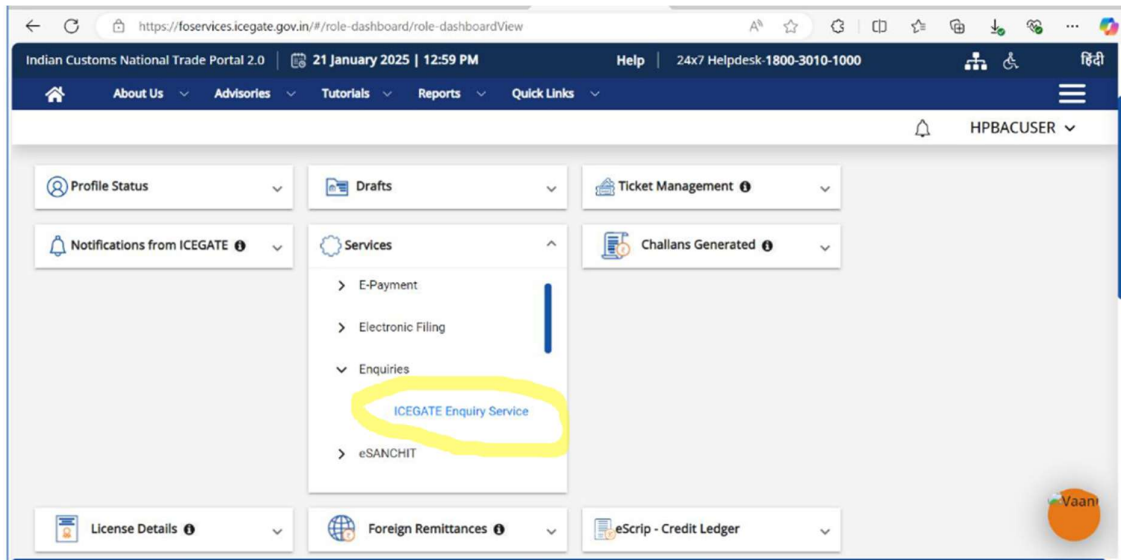 https://foservices.icegate.gov.in/#/role-dashboard/role-dashboardView
Indian Customs National Trade Portal 2.0 | 21 January 2025 | 12:59 PM Help | 24x7 Helpdesk-1800-3010-1000 हिंदी
About Us Advisories Tutorials Reports Quick Links
HPBACUSER
Profile Status Drafts Ticket Management
Notifications from ICEGATE Services Challans Generated
E-Payment
Electronic Filing
Enquiries
ICEGATE Enquiry Service
eSANCHIT
Vaani
License Details Foreign Remittances eScrip - Credit Ledger